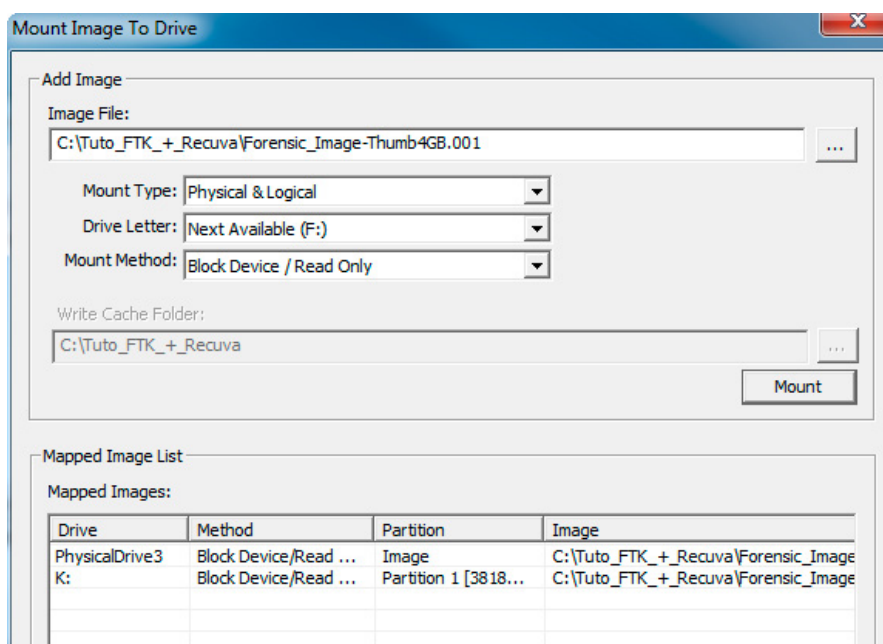 Mount Image To Drive
x
Add Image
Image File:
C:\Tuto_FTK_+_Recuva\Forensic_Image-Thumb4GB.001
...
Mount Type: Physical & Logical
Drive Letter: Next Available (F:)
Mount Method: Block Device / Read Only
Write Cache Folder:
C:\Tuto_FTK_+_Recuva
...
Mount
Mapped Image List
Mapped Images:
Drive Method Partition Image
PhysicalDrive3 Block Device/Read ... Image C:\Tuto_FTK_+_Recuva\Forensic_Image
K: Block Device/Read ... Partition 1 [3818... C:\Tuto_FTK_+_Recuva\Forensic_Image